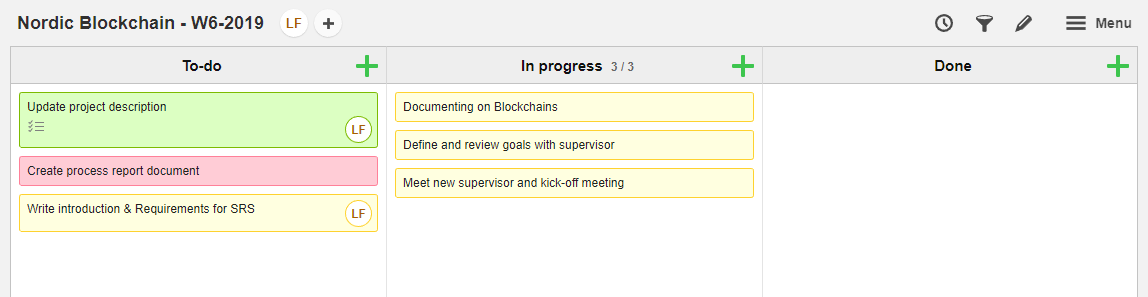 Nordic Blockchain - W6-2019 LF
Menu
To-do
In progress 3 / 3
Done
Update project description
LF
Create process report document
Write introduction & Requirements for SRS
LF
Documenting on Blockchains
Define and review goals with supervisor
Meet new supervisor and kick-off meeting